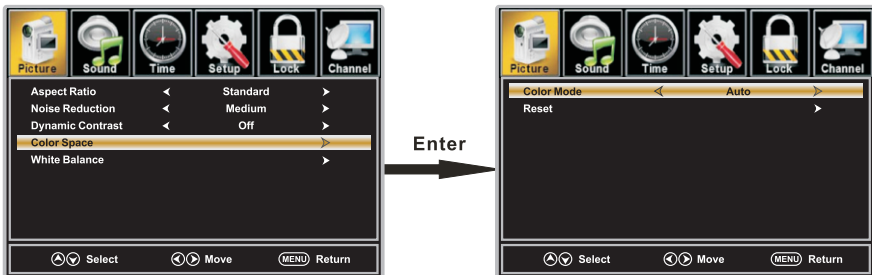 Picture Sound Time Setup Lock Channel
Aspect Ratio Standard
Noise Reduction Medium
Dynamic Contrast Off
Color Space
White Balance
Select Move MENU Return
Enter
Picture Sound Time Setup Lock Channel
Color Mode Auto
Reset
Select Move MENU Return